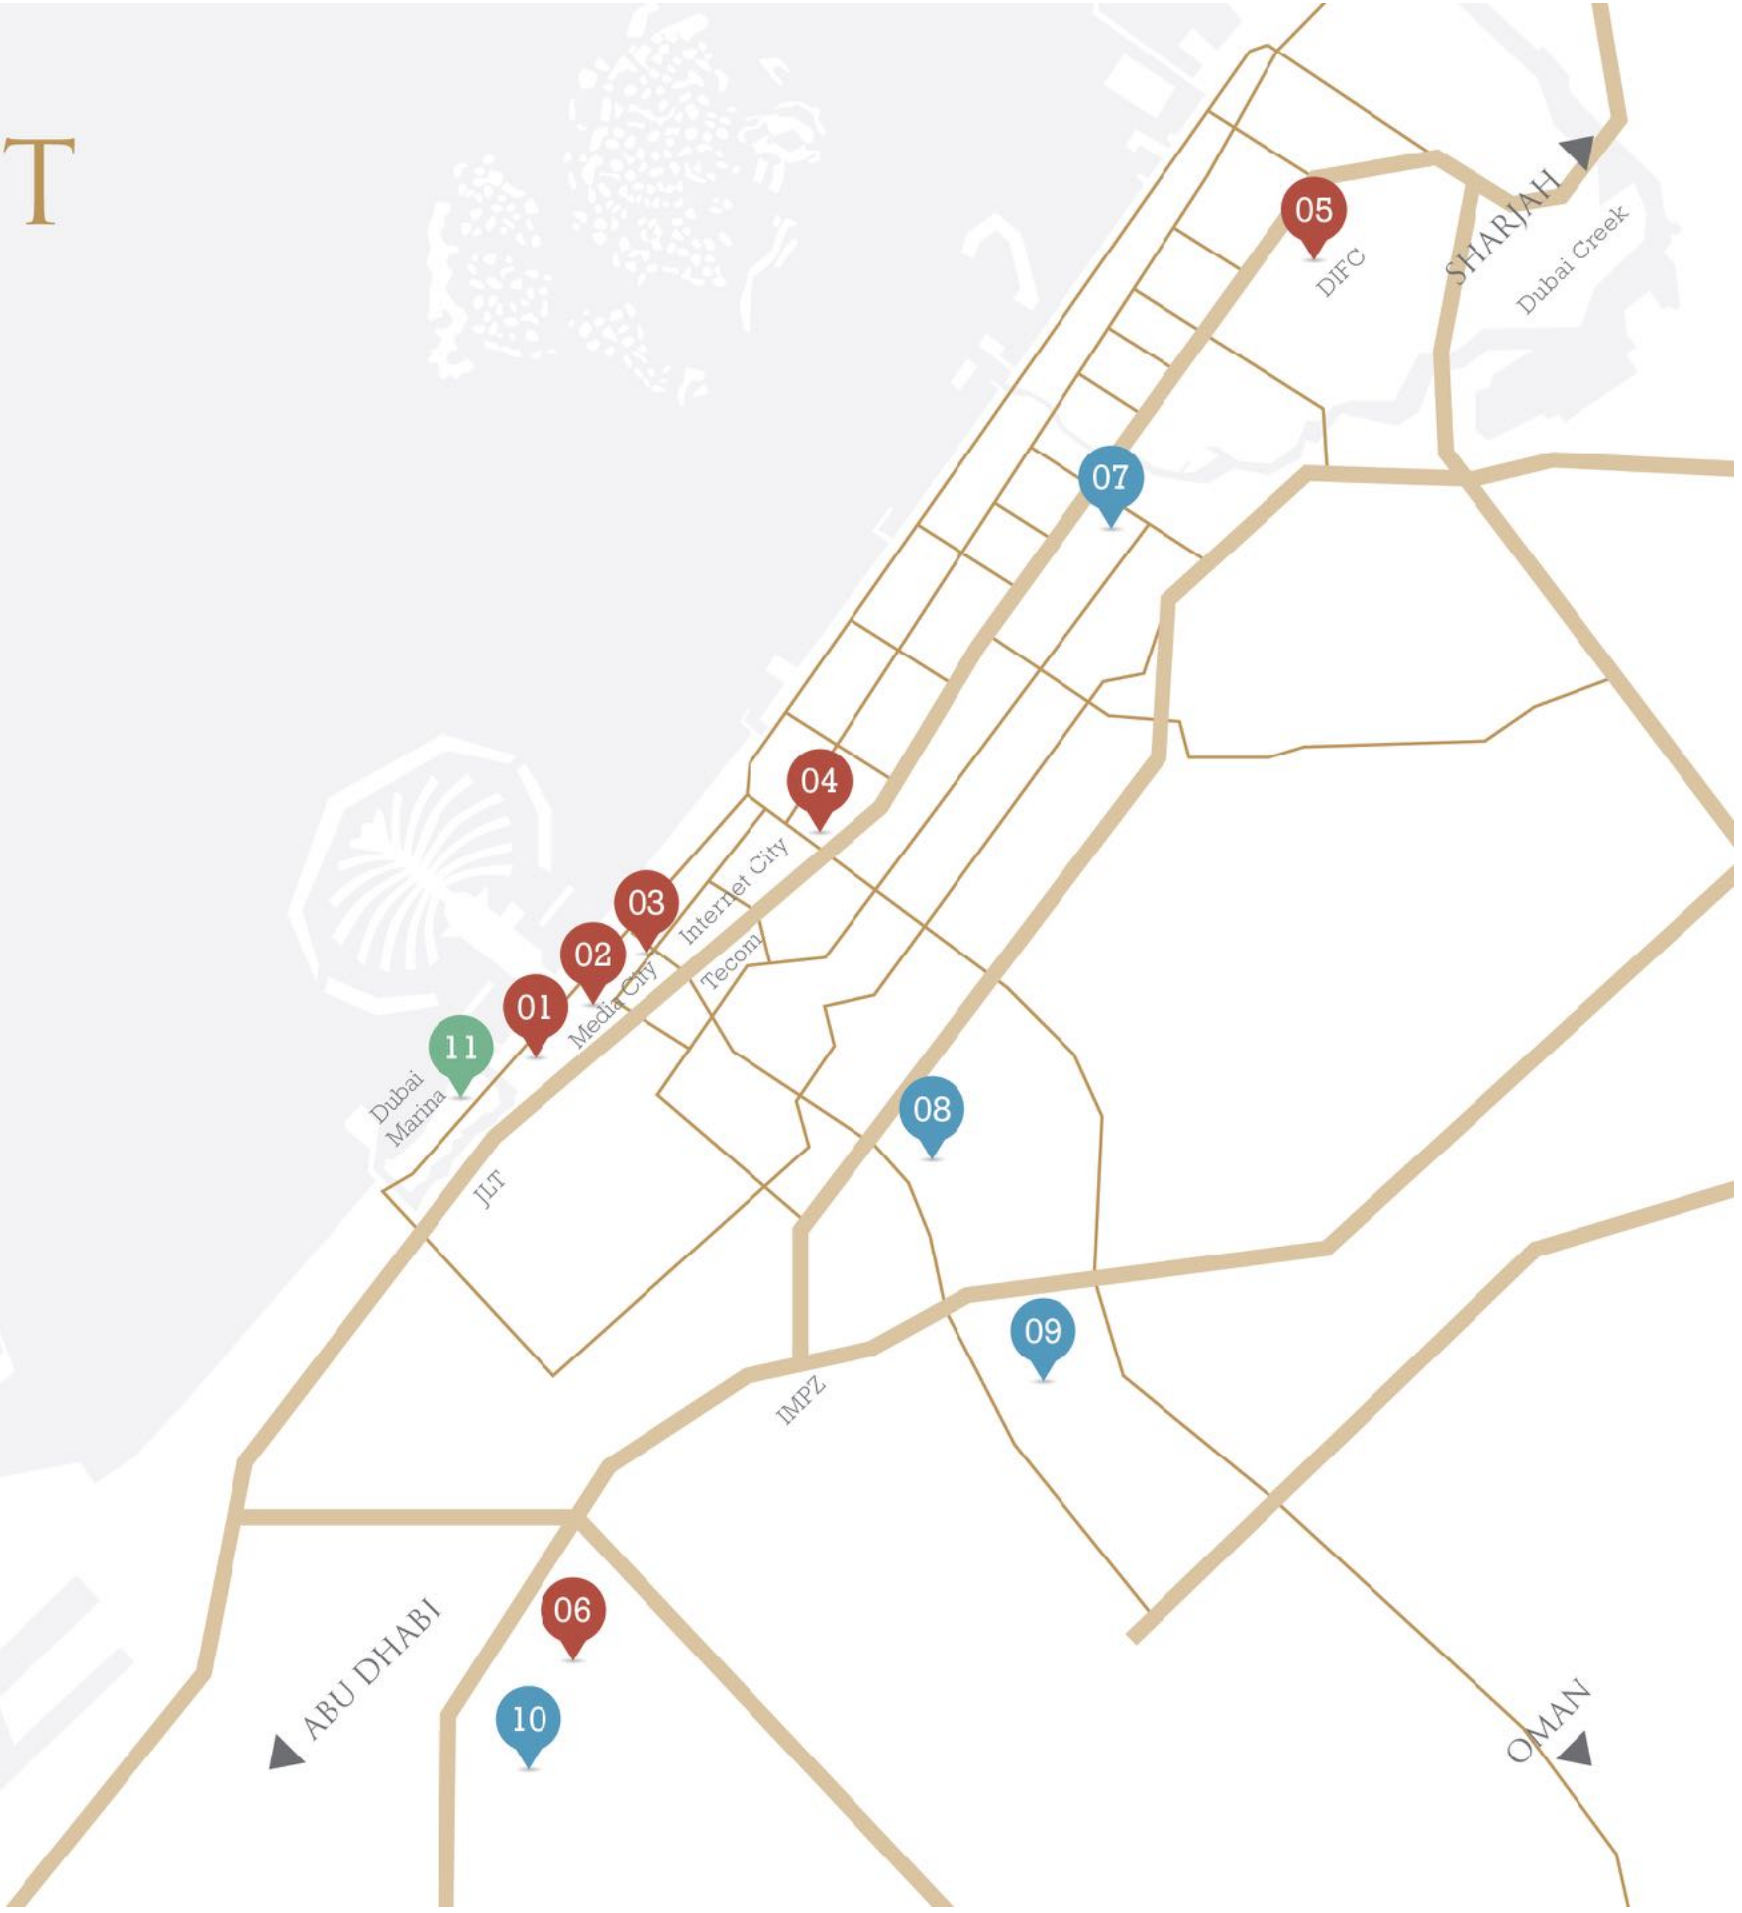 T
05
SHARJAH
DIFC
Dubai Creek
07
04
Internet City
03
Tecom
02
Media City
01
11
Dubai
Marina
08
JLT
09
IMPZ
06
ABU DHABI
10
OMAN